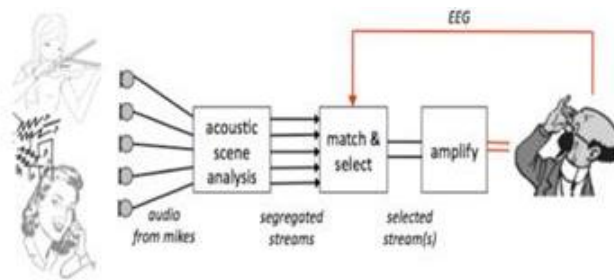 EEG
acoustic
scene
analysis
match &
select
amplify
audio
from mikes
segregated
streams
selected
stream(s)